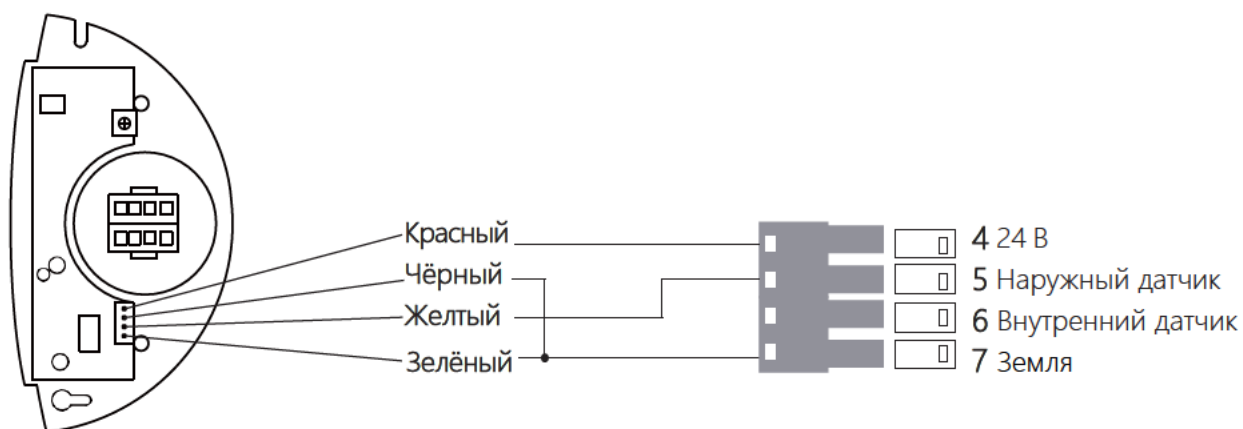 Красный
Чёрный
Желтый
Зелёный
4 24 В
5 Наружный датчик
6 Внутренний датчик
7 Земля